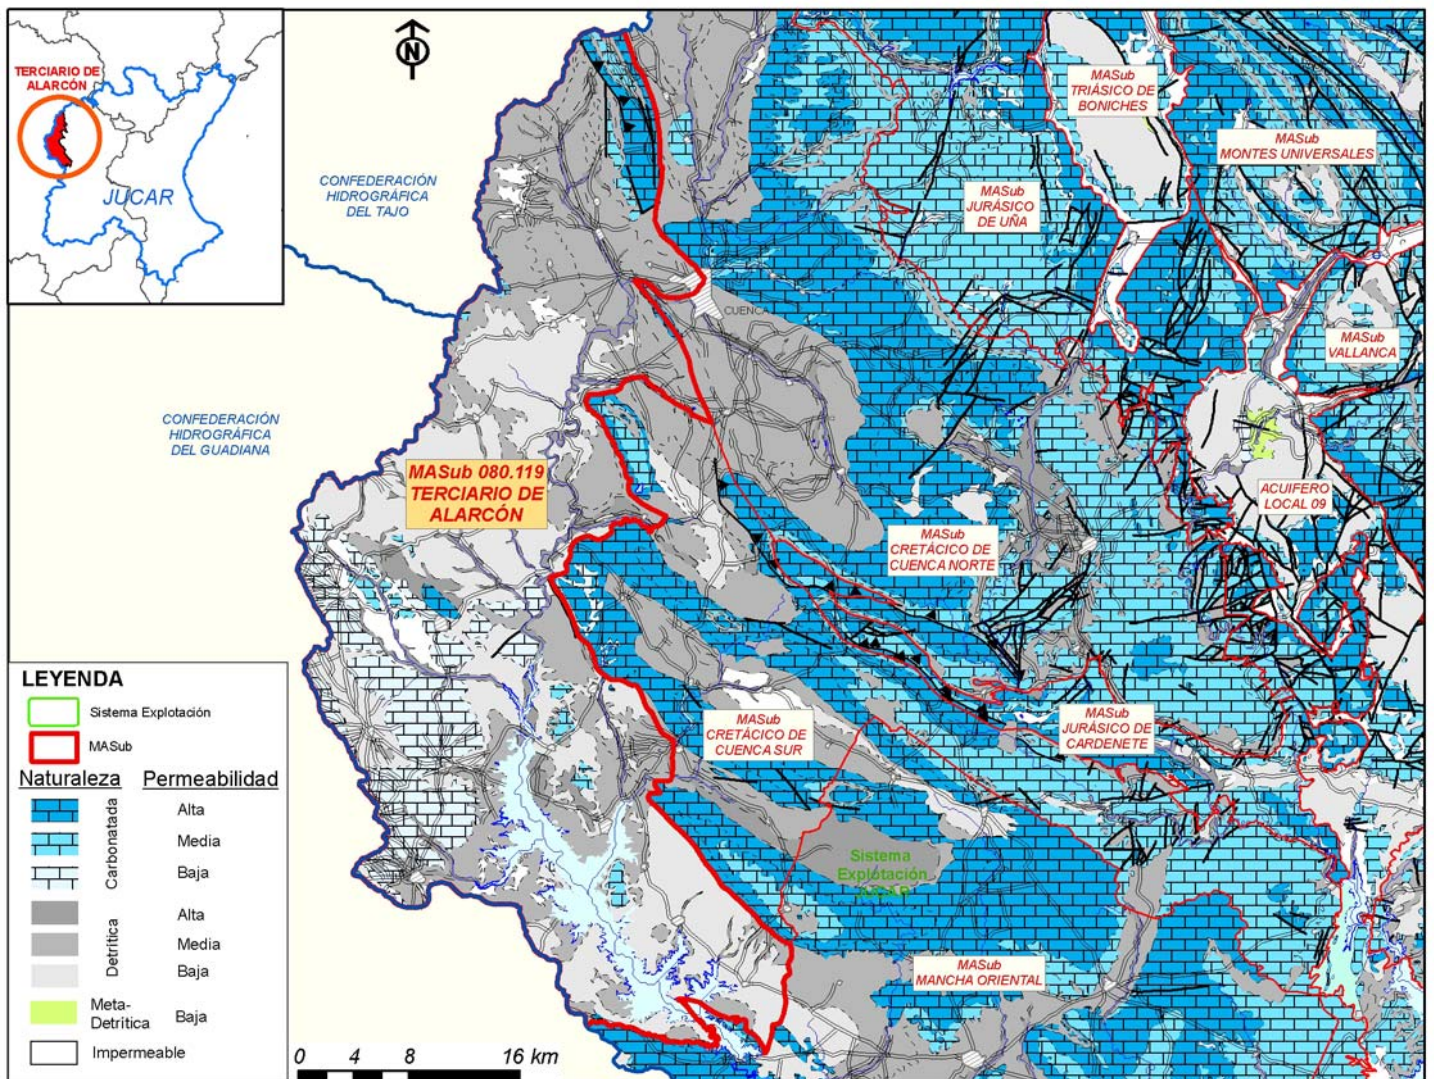 TERCIARIO DE
ALARCÓN
JUCAR
N
CONFEDERACIÓN
HIDROGRÁFICA
DEL TAJO
CONFEDERACIÓN
HIDROGRÁFICA
DEL GUADIANA
MASub
TRIÁSICO DE
BONICHES
MASub
MONTES UNIVERSALES
MASub
JURÁSICO
DE UÑA
CUENCA
MASub
VALLANCA
MASub 080.119
TERCIARIO DE
ALARCÓN
ACUIFERO
LOCAL 09
MASub
CRETÁCICO DE
CUENCA NORTE
MASub
CRETÁCICO DE
CUENCA SUR
MASub
JURÁSICO DE
CARDENETE
Sistema
Explotación
MASub
MANCHA ORIENTAL
LEYENDA
Sistema Explotación
MASub
Naturaleza Permeabilidad
Carbonatada
Alta
Media
Baja
Detrítica
Alta
Media
Baja
Meta-
Detrítica Baja
Impermeable
0 4 8 16 km